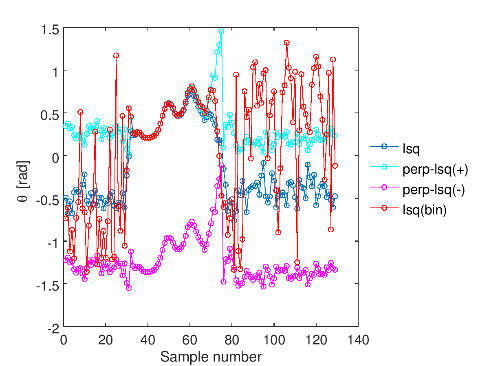 1.5
1
0.5
0
-0.5
-1
-1.5
-2
θ [rad]
0 20 40 60 80 100 120 140
Sample number
lsq
perp-lsq(+)
perp-lsq(-)
lsq(bin)